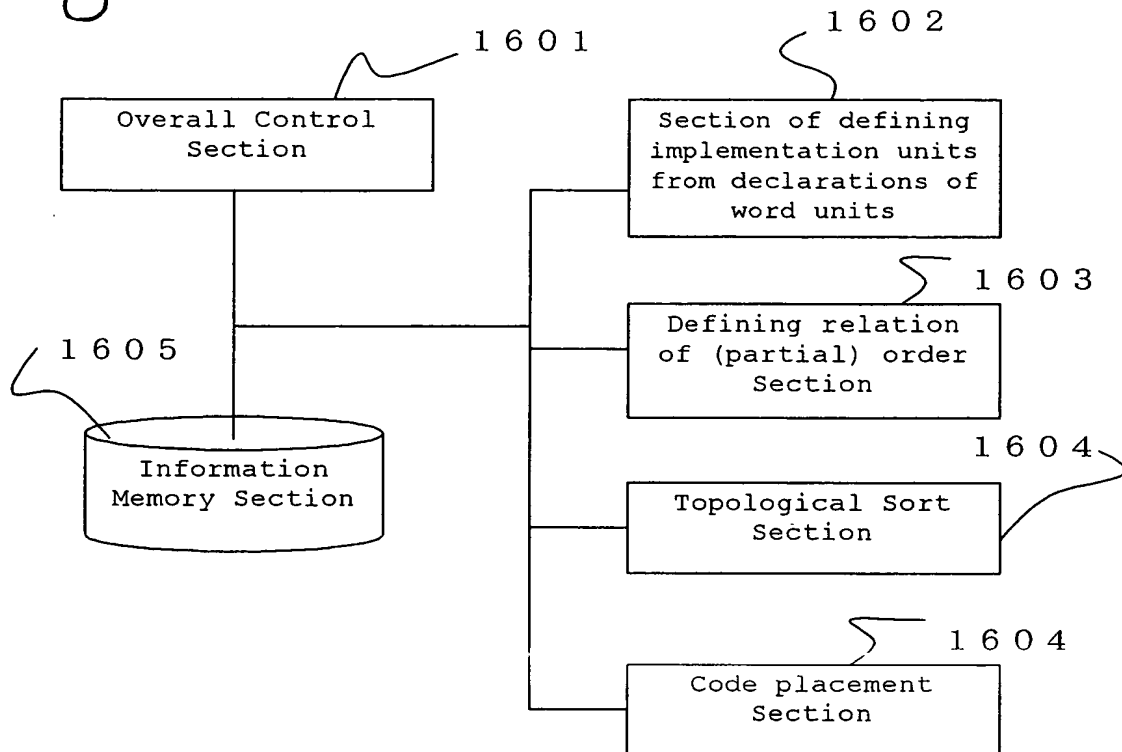 1601
Overall Control
Section
1602
Section of defining
implementation units
from declarations of
word units
1603
Defining relation
of (partial) order
Section
1605
Information
Memory Section
1604
Topological Sort
Section
1604
Code placement
Section